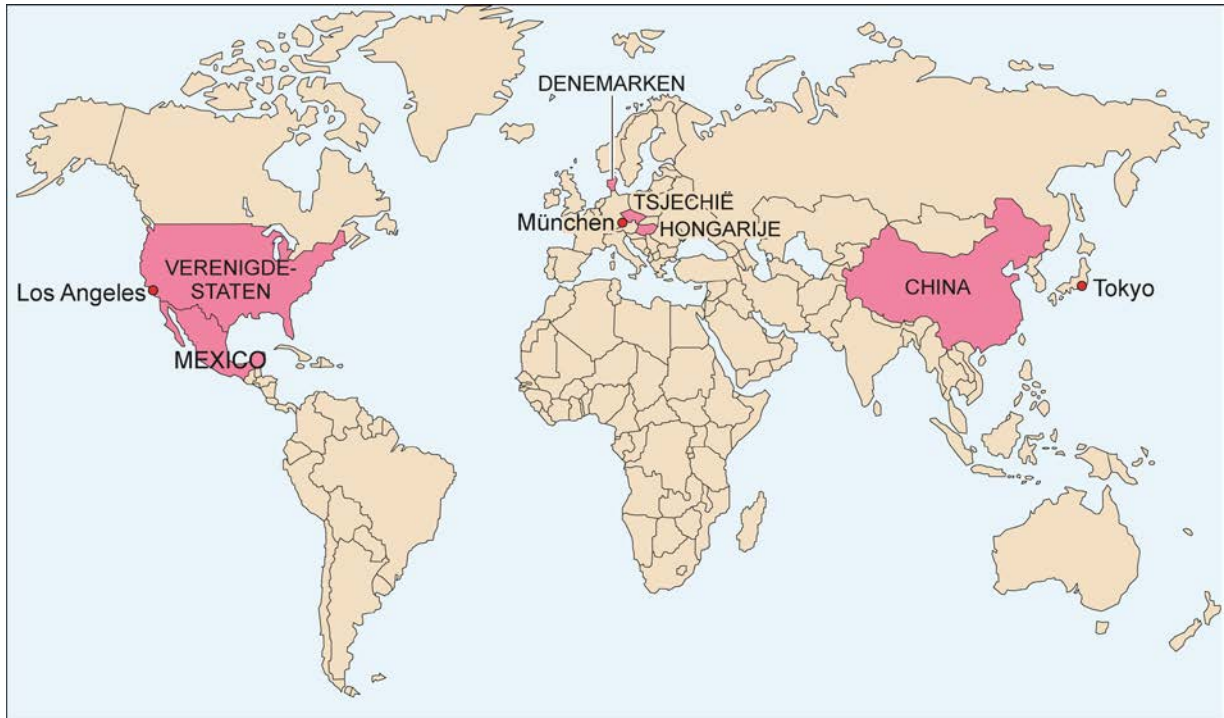 DENEMARKEN
TSJECHIË
München
HONGARIJE
VERENIGDE-
STATEN
CHINA
Los Angeles
Tokyo
MEXICO